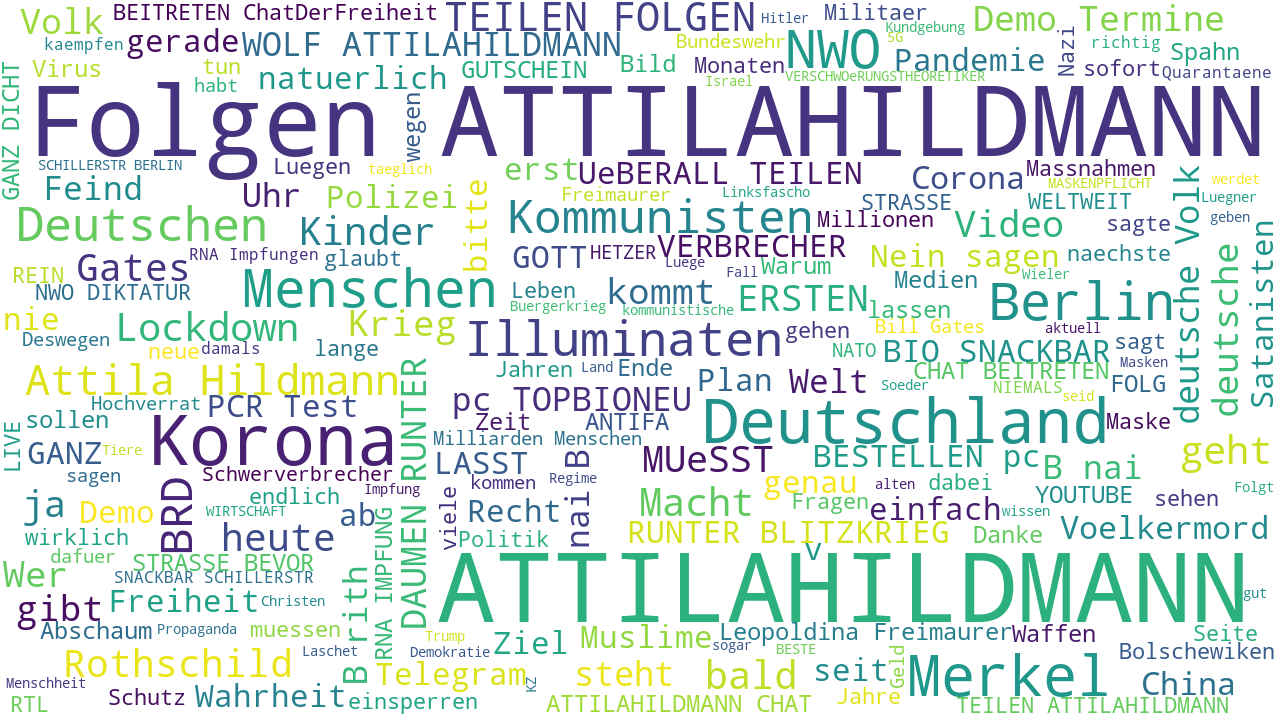 Volk BEITRETEN ChatDerFreiheit TEILEN FOLGEN Hitler Militaer Demo Termine
kaempfen gerade WOLF ATTILAHILDMANN Bundeswehr 5G Kundgebung richtig
Virus tun GUTSCHEIN Bild Monaten NWO Pandemie Nazi sofort Spahn
habt natuerlich Israel VERSCHWOeRUNGSTHEORETIKER Quarantaene
GANZ DICHT
Folgen wegen ATTILAHILDMANN
SCHILLERSTR BERLIN Luegen taeglich erst UeBERALL TEILEN Corona Massnahmen
Feind Uhr Polizei bitte Freimaurer Linksfascho MASKENPFLICHT werdet
STRASSE WELTWEIT Volk Luegner
Deutschen Kinder Kommunisten Millionen Video sagte geben
RNA Impfungen glaubt GOTT HETZER VERBRECHER Nein sagen naechste
REIN Gates Luege Fall Warum Medien Wieler
NWO DIKTATUR Menschen Leben kommt ERSTEN Berlin Satanisten
Buergerkrieg kommunistische lassen deutsche deutsche
nie Lockdown Krieg Illuminaten gehen Bill Gates aktuell
Deswegen neue damals lange NATO BIO SNACKBAR sagt
Jahren Land Ende CHAT BEITRETEN Masken
Attila Hildmann DAUMEN RUNTER Plan Welt Soeder NIEMALS FOLG
Hochverrat PCR Test pc TOPBIONEU seid
sollen Korona Zeit ANTIFA Deutschland Maske
LIVE GANZ Tiere Milliarden Menschen
sagen Schwerverbrecher LASST B nai MUeSST BESTELLEN pc B nai geht
ja BRD endlich Impfung kommen Regime genau alten dabei Folgt
Demo WIRTSCHAFT ab viele Recht Macht Fragen einfach YOUTUBE sehen
wirklich heute Politik RUNTER BLITZKRIEG wissen Danke Voelkermord
dafuer STRASSE BEVOR RNA IMPFUNG v
Wer SNACKBAR SCHILLERSTR B rith ATTILAHILDMANN
gibt Freiheit Christen gut
Abschaum Propaganda muessen Trump Ziel Muslime Leopoldina Freimaurer Waffen Seite
Laschet Demokratie sogar BESTE Bolschewiken
Rothschild Telegram steht bald seit Geld Merkel China
Menschheit KZ
RTL Schutz Wahrheit einsperren ATTILAHILDMANN CHAT Jahre TEILEN ATTILAHILDMANN